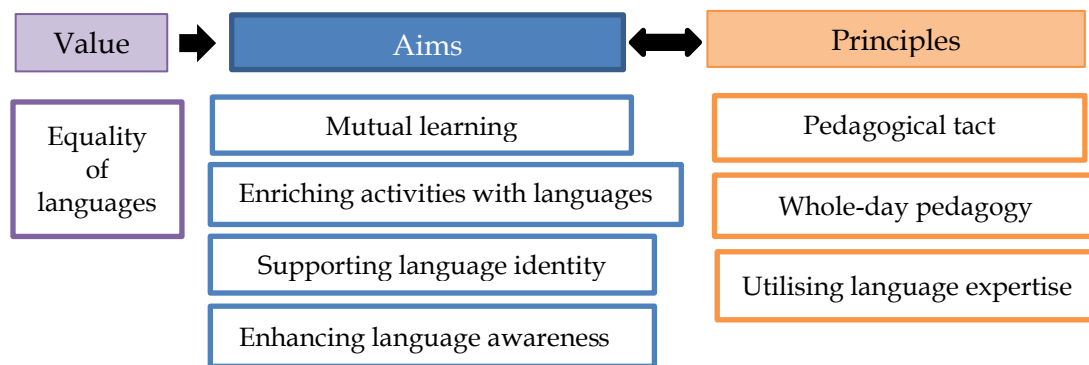 Value
Aims
Principles
Equality
of
languages
Mutual learning
Enriching activities with languages
Supporting language identity
Enhancing language awareness
Pedagogical tact
Whole-day pedagogy
Utilising language expertise